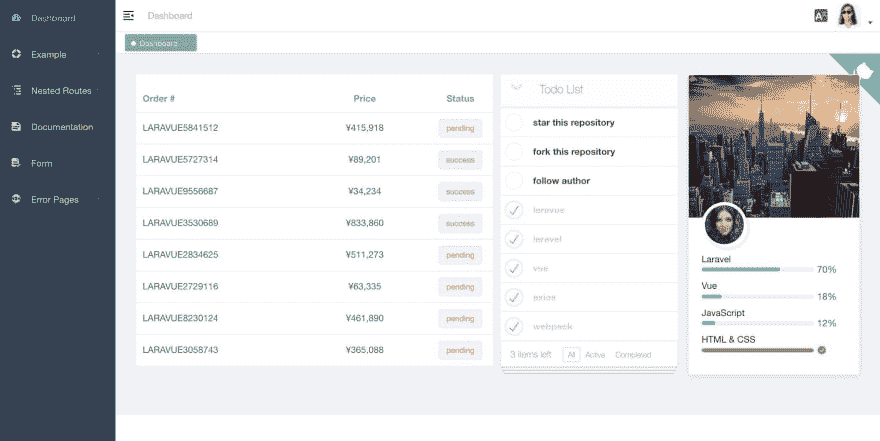 Dashboard
Dashboard
Dashboard
Example
Nested Routes
Documentation
Form
Error Pages
Order #
Price
Status
LARAVUE5841512
¥415,918
pending
LARAVUE5727314
¥89,201
success
LARAVUE9556687
¥34,234
success
LARAVUE3530689
¥833,860
success
LARAVUE2834625
¥511,273
pending
LARAVUE2729116
¥63,335
pending
LARAVUE8230124
¥461,890
pending
LARAVUE3058743
¥365,088
pending
Todo List
star this repository
fork this repository
follow author
laravue
laravel
vue
axios
webpack
3 items left
All
Active
Completed
Laravel
70%
Vue
18%
JavaScript
12%
HTML & CSS